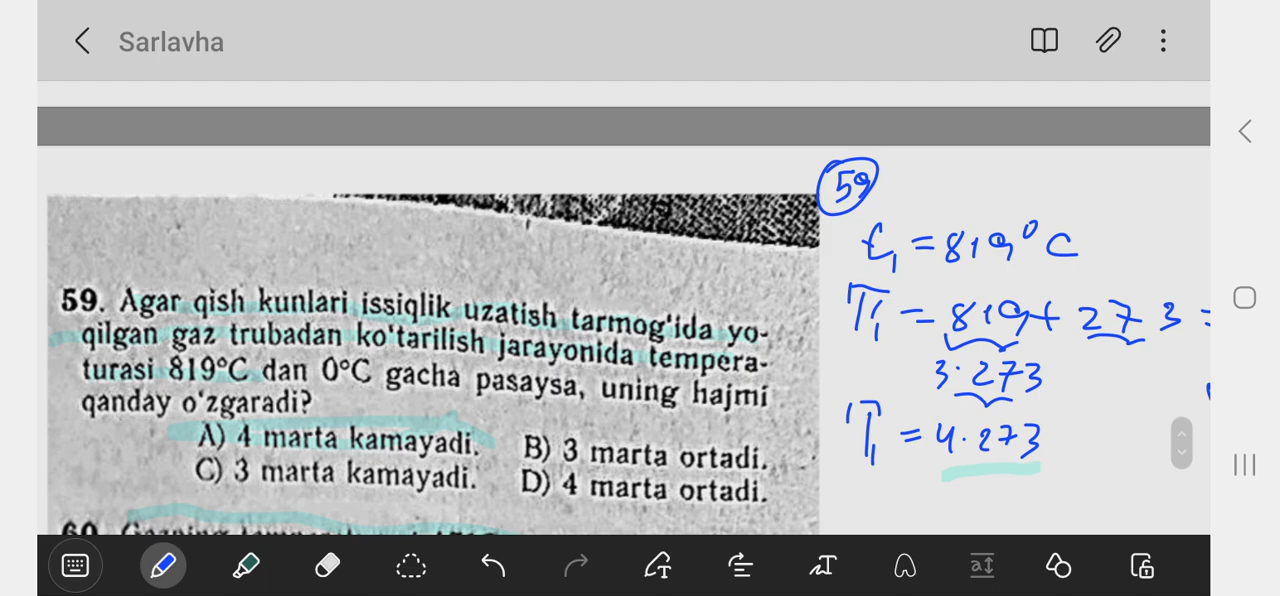 Sarlavha
59
59. Agar qish kunlari issiqlik uzatish tarmog'ida yo-
qilgan gaz trubadan ko'tarilish jarayonida tempera-
turasi 819°C dan 0°C gacha pasaysa, uning hajmi
qanday o'zgaradi?
A) 4 marta kamayadi. B) 3 marta ortadi.
C) 3 marta kamayadi. D) 4 marta ortadi.
t₁ = 819°C
T₁ = 819 + 273 =
3·273
T₁ = 4·273
60.